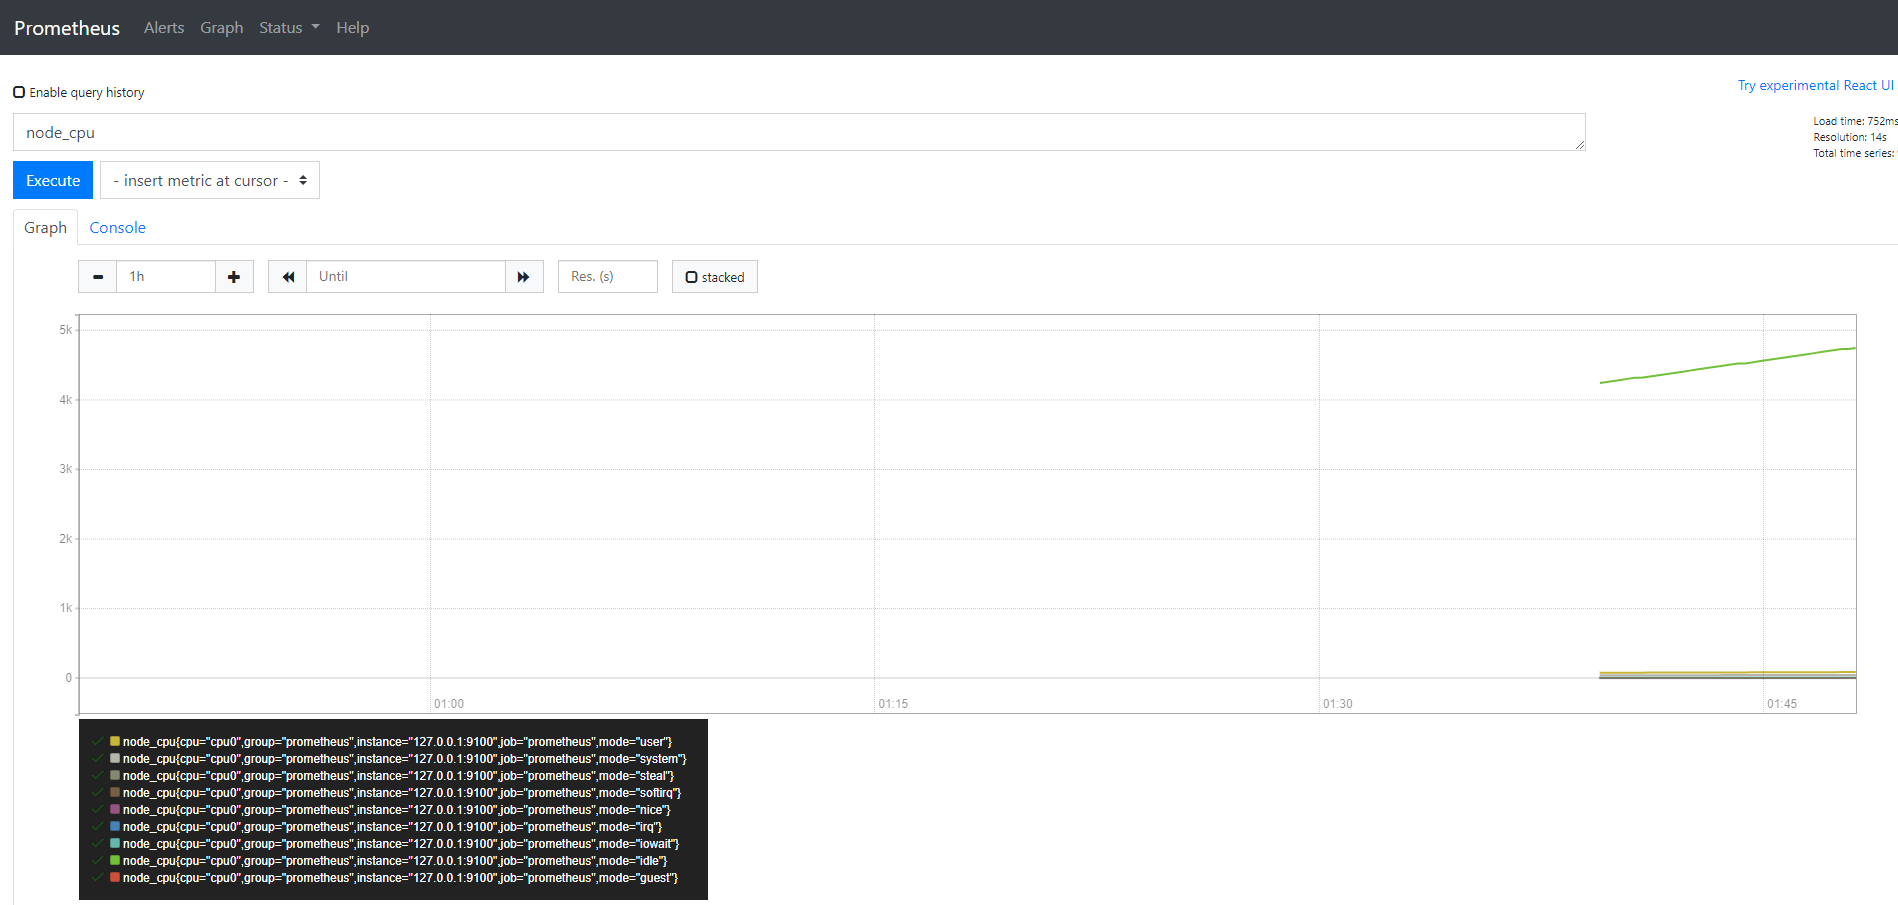 Prometheus Alerts Graph Status Help
Enable query history
Try experimental React UI
node_cpu
Load time: 752ms
Resolution: 14s
Total time series:
Execute - insert metric at cursor -
Graph Console
1h Until Res. (s) stacked
5k
4k
3k
2k
1k
0
01:00 01:15 01:30 01:45
node_cpu{cpu="cpu0",group="prometheus",instance="127.0.0.1:9100",job="prometheus",mode="user"}
node_cpu{cpu="cpu0",group="prometheus",instance="127.0.0.1:9100",job="prometheus",mode="system"}
node_cpu{cpu="cpu0",group="prometheus",instance="127.0.0.1:9100",job="prometheus",mode="steal"}
node_cpu{cpu="cpu0",group="prometheus",instance="127.0.0.1:9100",job="prometheus",mode="softirq"}
node_cpu{cpu="cpu0",group="prometheus",instance="127.0.0.1:9100",job="prometheus",mode="nice"}
node_cpu{cpu="cpu0",group="prometheus",instance="127.0.0.1:9100",job="prometheus",mode="irq"}
node_cpu{cpu="cpu0",group="prometheus",instance="127.0.0.1:9100",job="prometheus",mode="iowait"}
node_cpu{cpu="cpu0",group="prometheus",instance="127.0.0.1:9100",job="prometheus",mode="idle"}
node_cpu{cpu="cpu0",group="prometheus",instance="127.0.0.1:9100",job="prometheus",mode="guest"}